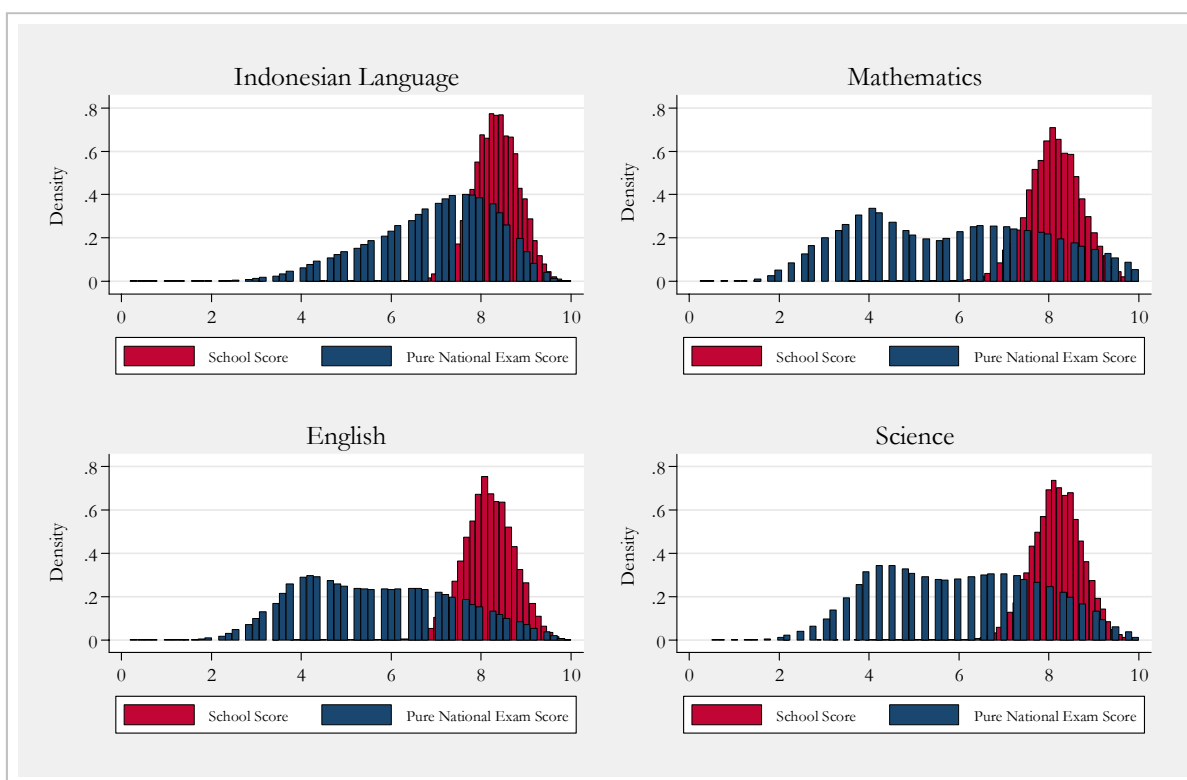 Indonesian Language
.8
.6
.4
.2
0
Density
0 2 4 6 8 10
School Score Pure National Exam Score
Mathematics
.8
.6
.4
.2
0
Density
0 2 4 6 8 10
School Score Pure National Exam Score
English
.8
.6
.4
.2
0
Density
0 2 4 6 8 10
School Score Pure National Exam Score
Science
.8
.6
.4
.2
0
Density
0 2 4 6 8 10
School Score Pure National Exam Score